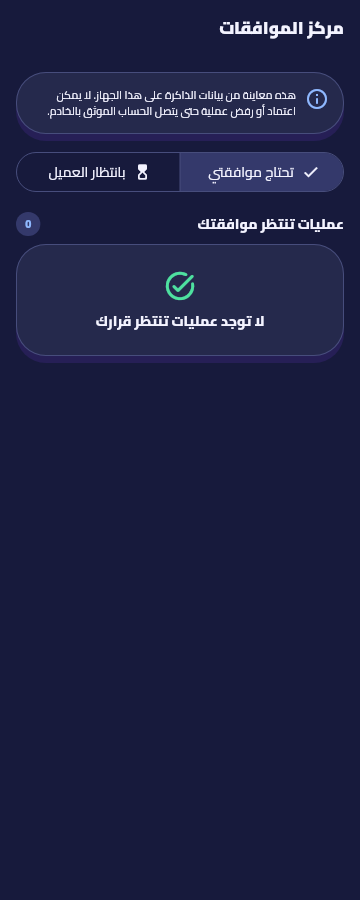 مركز الموافقات
هذه معاينة من بيانات الذاكرة على هذا الجهاز. لا يمكن
اعتماد أو رفض عملية حتى يتصل الحساب الموثق بالخادم.
تحتاج موافقتي
بانتظار العميل
عمليات تنتظر موافقتك
0
لا توجد عمليات تنتظر قرارك